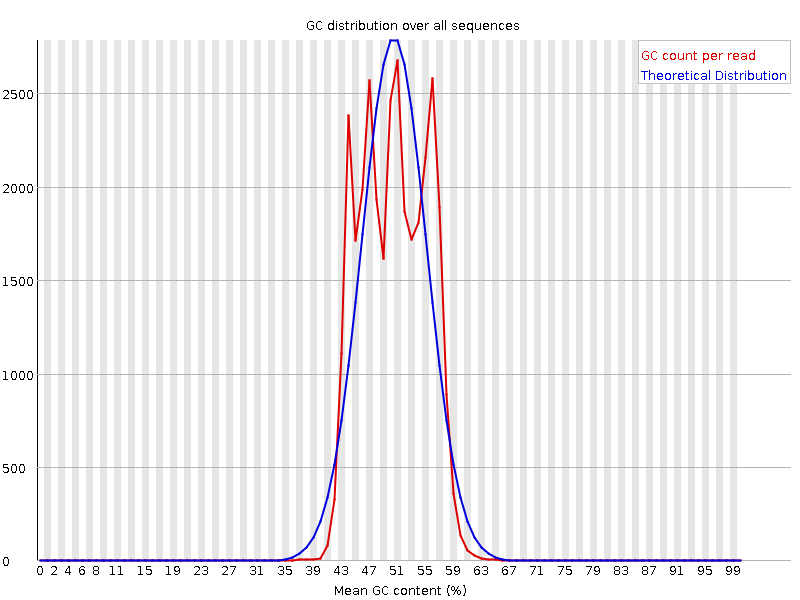 GC distribution over all sequences
GC count per read
Theoretical Distribution
2500
2000
1500
1000
500
0
0 2 4 6 8 11 15 19 23 27 31 35 39 43 47 51 55 59 63 67 71 75 79 83 87 91 95 99
Mean GC content (%)